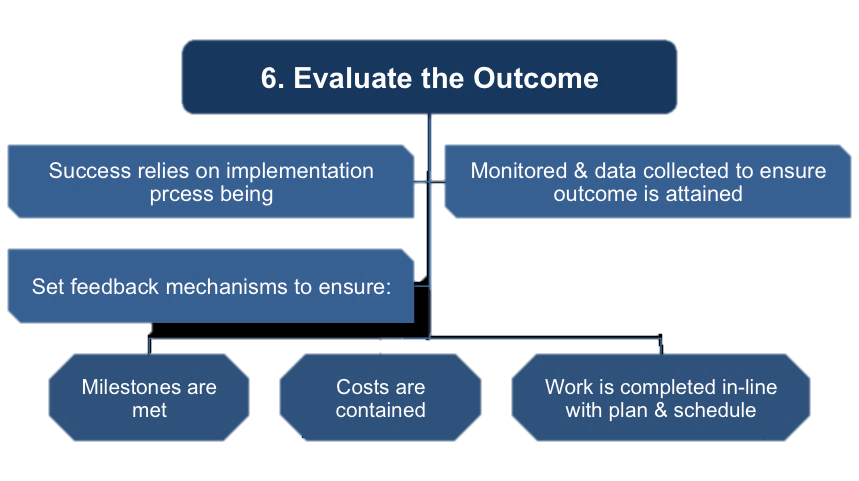 6. Evaluate the Outcome
Success relies on implementation
prcess being
Monitored & data collected to ensure
outcome is attained
Set feedback mechanisms to ensure:
Milestones are
met
Costs are
contained
Work is completed in-line
with plan & schedule